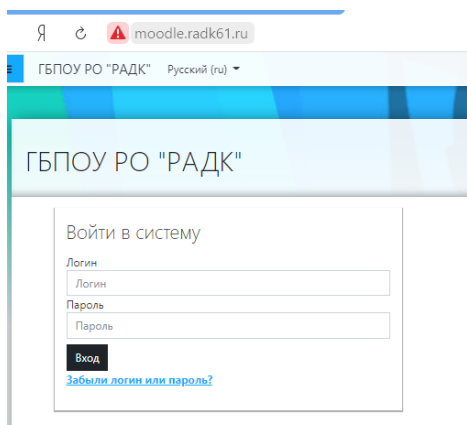 Я moodle.radk61.ru
ГБПОУ РО "РАДК" Русский (ru)
ГБПОУ РО "РАДК"
Войти в систему
Логин
Логин
Пароль
Пароль
Вход
Забыли логин или пароль?